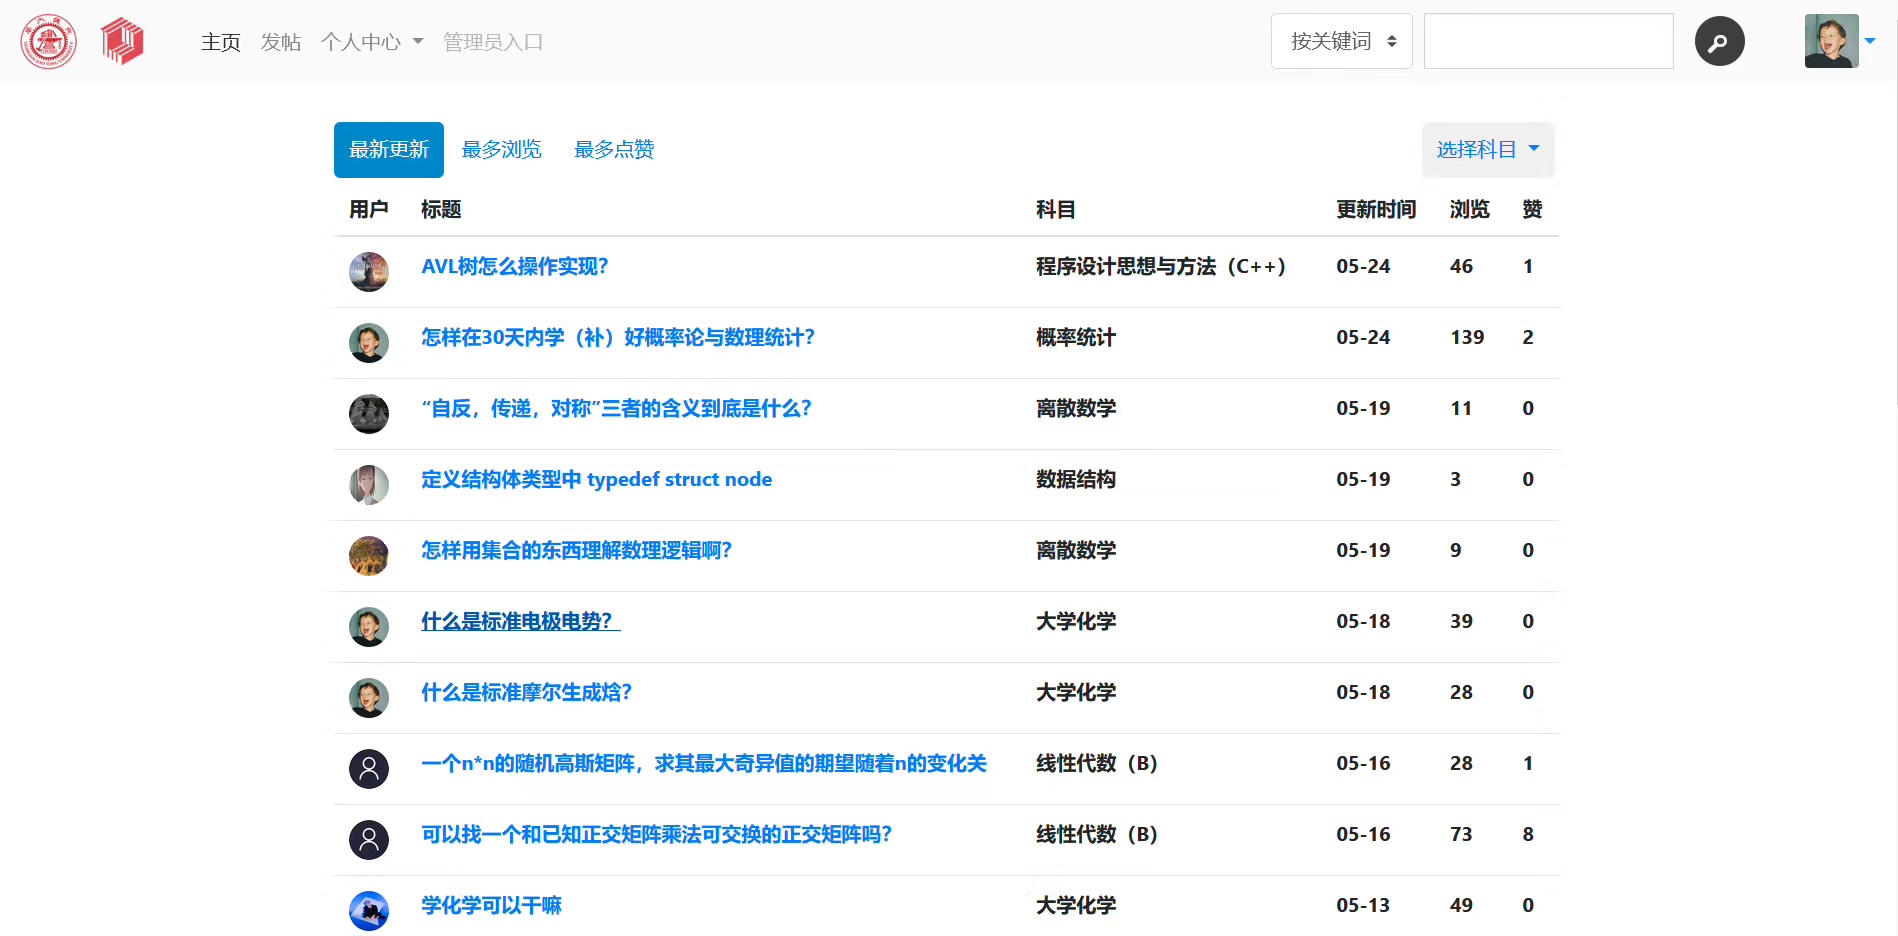 主页 发帖 个人中心 管理员入口 按关键词
最新更新 最多浏览 最多点赞 选择科目
用户 标题 科目 更新时间 浏览 赞
AVL树怎么操作实现? 程序设计思想与方法（C++） 05-24 46 1
怎样在30天内学（补）好概率论与数理统计? 概率统计 05-24 139 2
“自反，传递，对称”三者的含义到底是什么? 离散数学 05-19 11 0
定义结构体类型中 typedef struct node 数据结构 05-19 3 0
怎样用集合的东西理解数理逻辑啊? 离散数学 05-19 9 0
什么是标准电极电势? 大学化学 05-18 39 0
什么是标准摩尔生成焓? 大学化学 05-18 28 0
一个n*n的随机高斯矩阵，求其最大奇异值的期望随着n的变化关 线性代数（B） 05-16 28 1
可以找一个和已知正交矩阵乘法可交换的正交矩阵吗? 线性代数（B） 05-16 73 8
学化学可以干嘛 大学化学 05-13 49 0